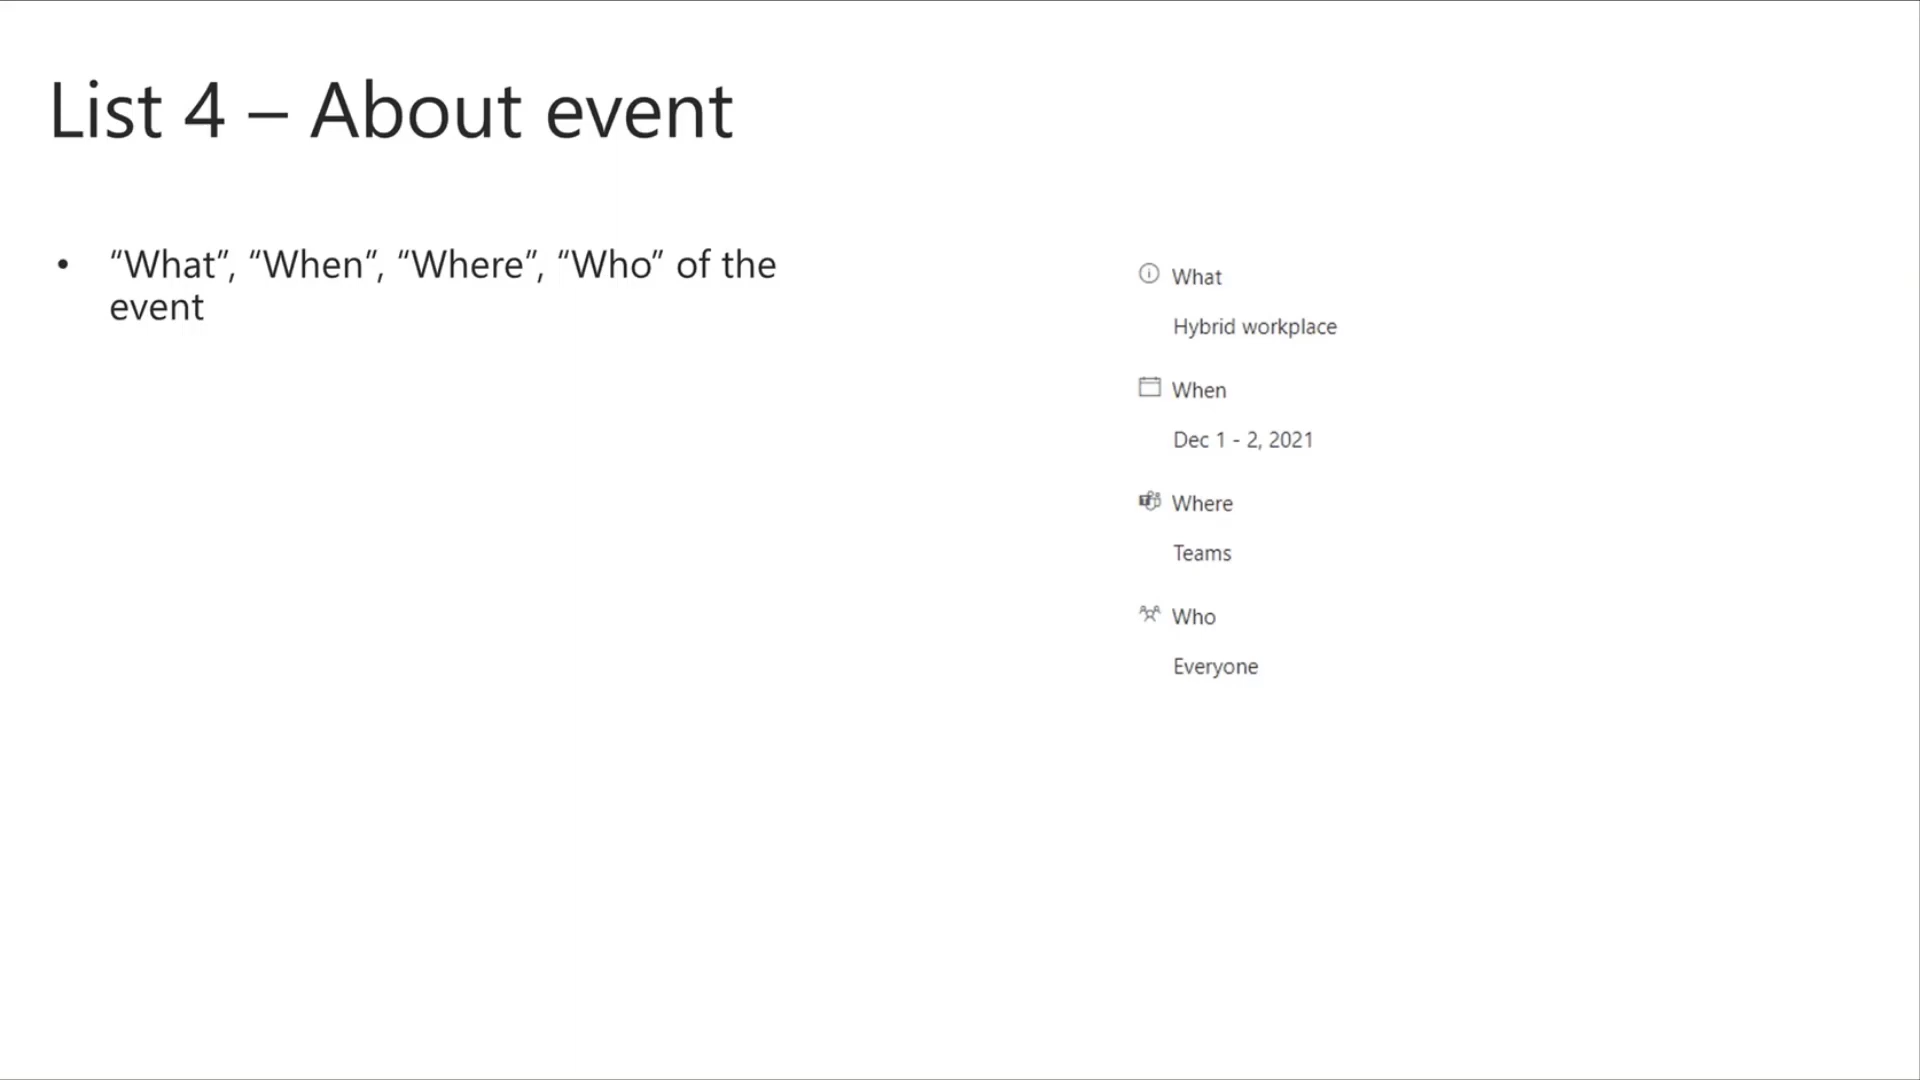 List 4 – About event
• “What”, “When”, “Where”, “Who” of the
event
What
Hybrid workplace
When
Dec 1 - 2, 2021
Where
Teams
Who
Everyone